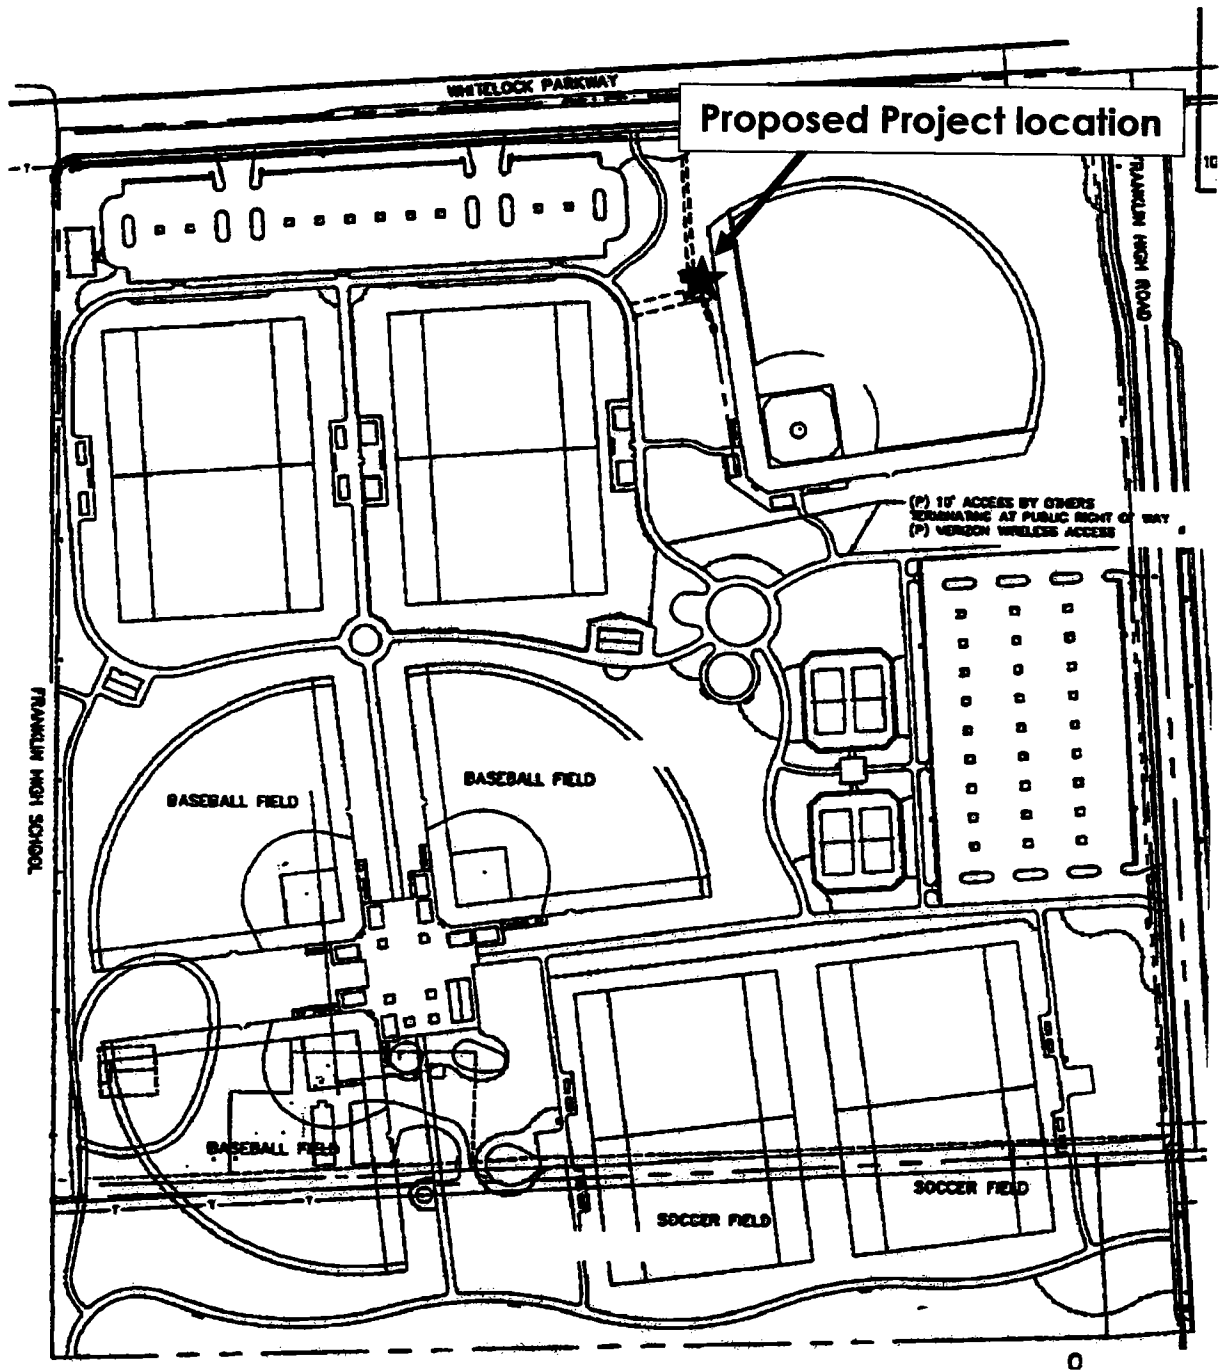 WHITELOCK PARKWAY
Proposed Project location
10
T
FRANKLIN HIGH ROAD
(P) 10' ACCESS BY OTHERS
TERMINATING AT PUBLIC RIGHT OF WAY
(P) VERIZON WIRELESS ACCESS
FRANKLIN HIGH SCHOOL
BASEBALL FIELD
BASEBALL FIELD
BASEBALL FIELD
T
T
T
SOCCER FIELD
SOCCER FIELD